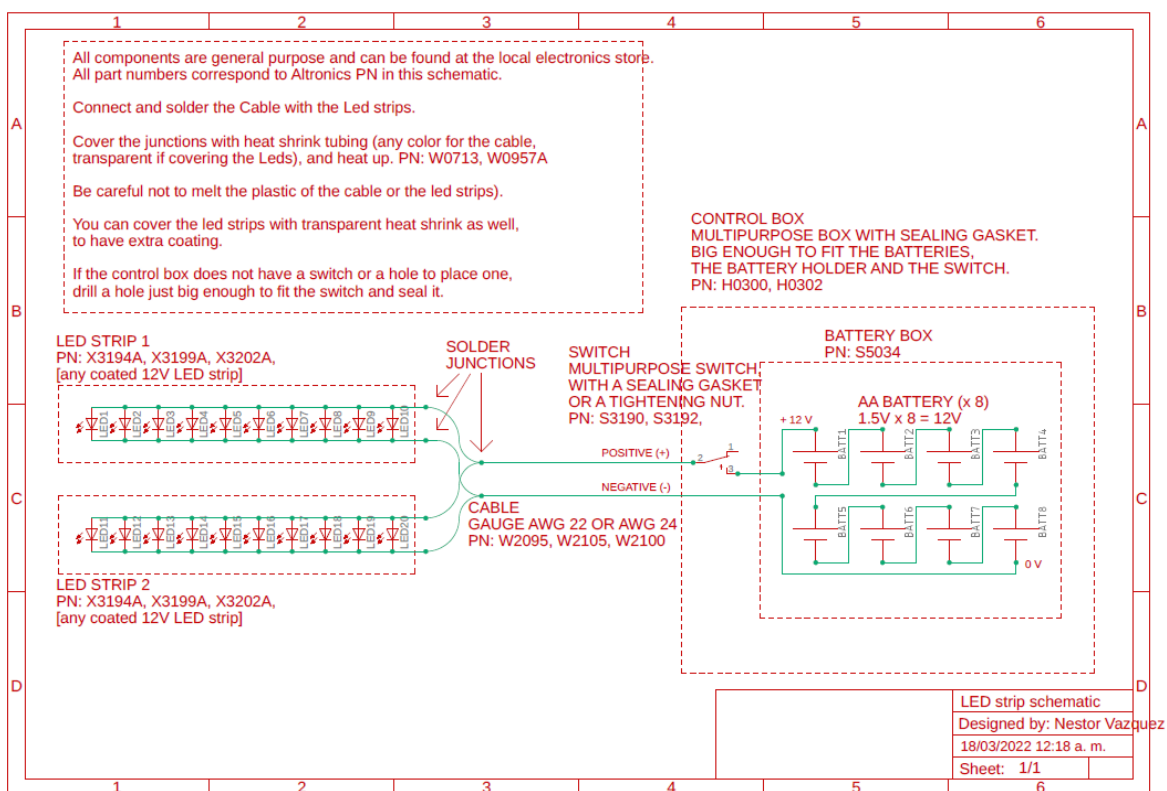 1 2 3 4 5 6
All components are general purpose and can be found at the local electronics store.
All part numbers correspond to Altronics PN in this schematic.
Connect and solder the Cable with the Led strips.
A A
Cover the junctions with heat shrink tubing (any color for the cable,
transparent if covering the Leds), and heat up. PN: W0713, W0957A
Be careful not to melt the plastic of the cable or the led strips).
You can cover the led strips with transparent heat shrink as well,
to have extra coating.
If the control box does not have a switch or a hole to place one,
drill a hole just big enough to fit the switch and seal it.
CONTROL BOX
MULTIPURPOSE BOX WITH SEALING GASKET.
BIG ENOUGH TO FIT THE BATTERIES,
THE BATTERY HOLDER AND THE SWITCH.
PN: H0300, H0302
B B
LED STRIP 1
PN: X3194A, X3199A, X3202A,
[any coated 12V LED strip]
SOLDER
JUNCTIONS
SWITCH
MULTIPURPOSE SWITCH,
WITH A SEALING GASKET
OR A TIGHTENING NUT.
PN: S3190, S3192,
BATTERY BOX
PN: S5034
AA BATTERY (x 8)
1.5V x 8 = 12V
LED1 LED2 LED3 LED4 LED5 LED6 LED7 LED8 LED9 LED10
+ 12 V
BATT1 BATT2 BATT3 BATT4
POSITIVE (+)
2 1 3
NEGATIVE (-)
C C
CABLE
GAUGE AWG 22 OR AWG 24
PN: W2095, W2105, W2100
LED11 LED12 LED13 LED14 LED15 LED16 LED17 LED18 LED19 LED20
BATT5 BATT6 BATT7 BATT8
0 V
LED STRIP 2
PN: X3194A, X3199A, X3202A,
[any coated 12V LED strip]
D D
LED strip schematic
Designed by: Nestor Vazquez
18/03/2022 12:18 a. m.
Sheet: 1/1
1 2 3 4 5 6